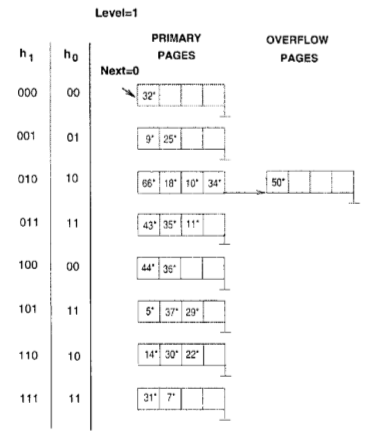 Level=1
h1 h0 PRIMARY PAGES OVERFLOW PAGES
Next=0
000 00 32*
001 01 9* 25*
010 10 66* 18* 10* 34* 50*
011 11 43* 35* 11*
100 00 44* 36*
101 11 5* 37* 29*
110 10 14* 30* 22*
111 11 31* 7*